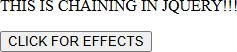 THIS IS CHAINING IN JQUERY!!!
CLICK FOR EFFECTS